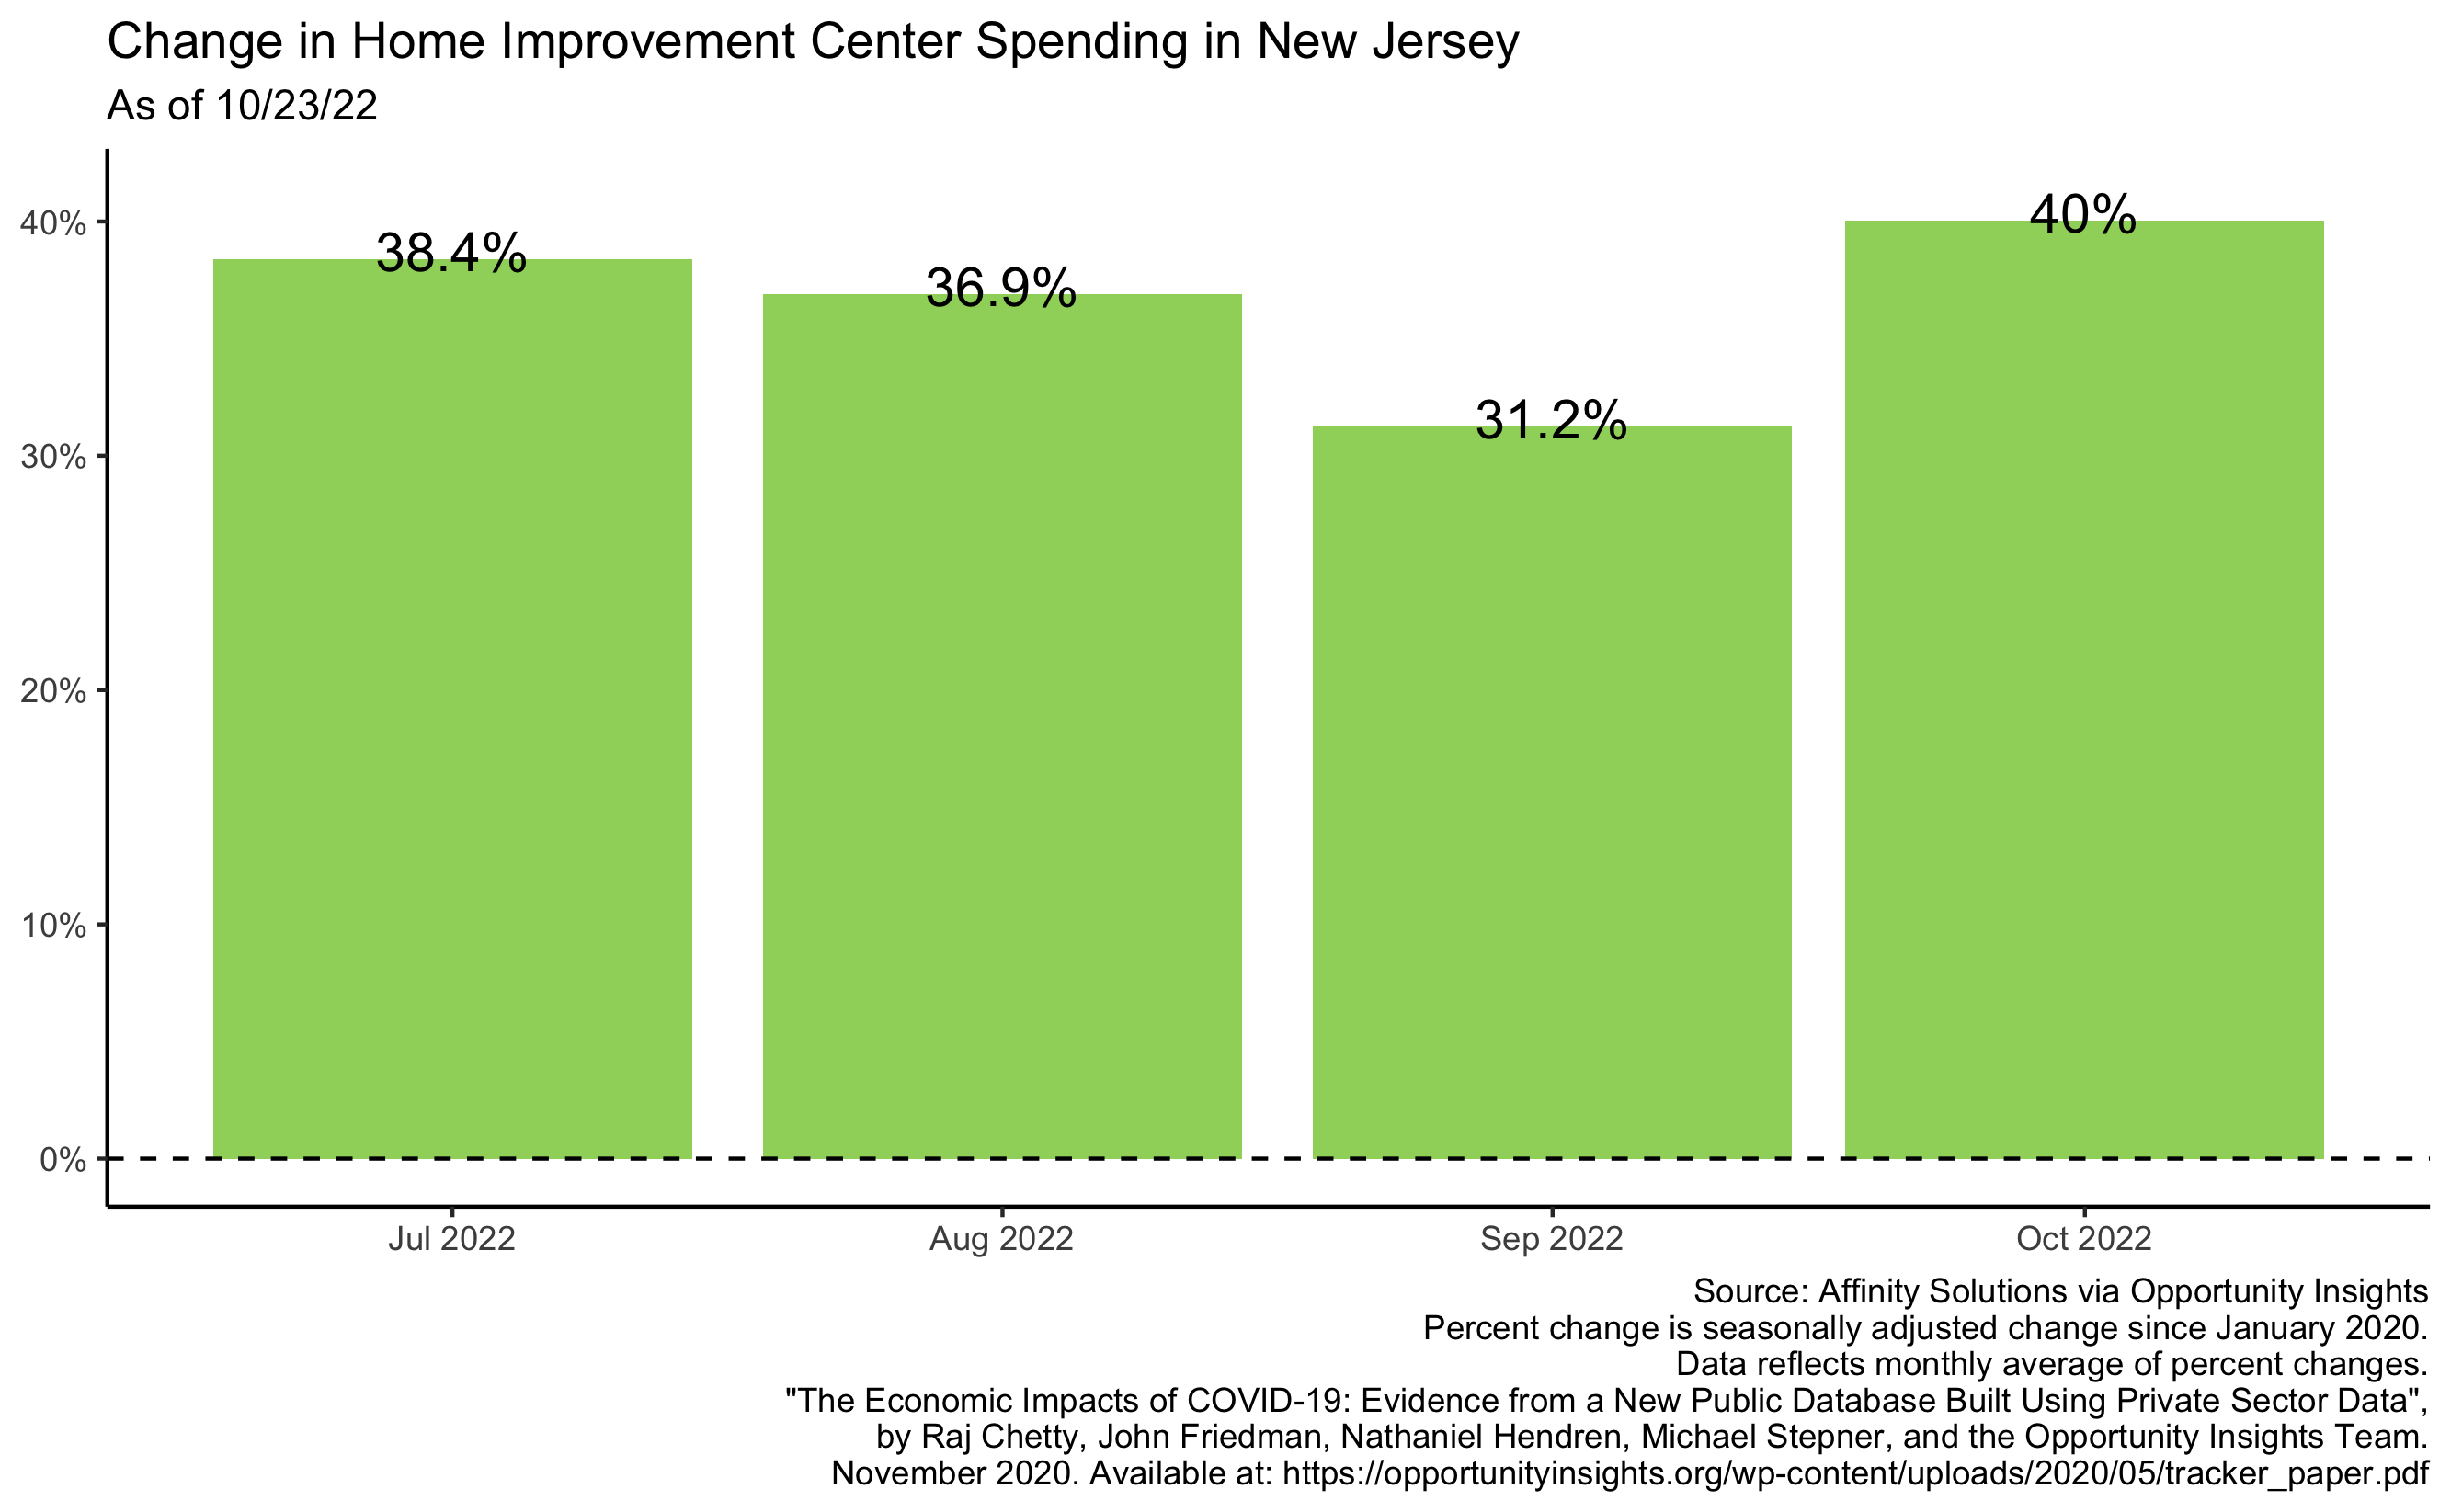 Change in Home Improvement Center Spending in New Jersey
As of 10/23/22
40%
30%
20%
10%
0%
38.4%
36.9%
31.2%
40%
Jul 2022
Aug 2022
Sep 2022
Oct 2022
Source: Affinity Solutions via Opportunity Insights
Percent change is seasonally adjusted change since January 2020.
Data reflects monthly average of percent changes.
"The Economic Impacts of COVID-19: Evidence from a New Public Database Built Using Private Sector Data",
by Raj Chetty, John Friedman, Nathaniel Hendren, Michael Stepner, and the Opportunity Insights Team.
November 2020. Available at: https://opportunityinsights.org/wp-content/uploads/2020/05/tracker_paper.pdf